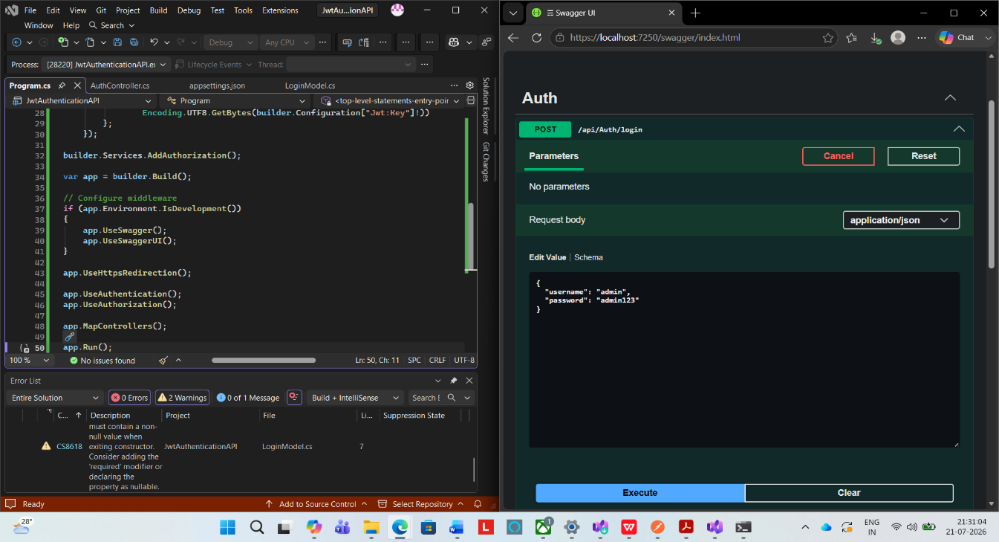 File Edit View Git Project Build Debug Test Tools Extensions JwtAu...ionAPI
Window Help Search
Debug Any CPU
Process: [28220] JwtAuthenticationAPI.ex Lifecycle Events Thread:
Program.cs AuthController.cs appsettings.json LoginModel.cs
JwtAuthenticationAPI Program <top-level-statements-entry-poir
28 Encoding.UTF8.GetBytes(builder.Configuration["Jwt:Key"]!))
29 };
30 });
31
32 builder.Services.AddAuthorization();
33
34 var app = builder.Build();
35
36 // Configure middleware
37 if (app.Environment.IsDevelopment())
38 {
39 app.UseSwagger();
40 app.UseSwaggerUI();
41 }
42
43 app.UseHttpsRedirection();
44
45 app.UseAuthentication();
46 app.UseAuthorization();
47
48 app.MapControllers();
49
50 app.Run();
100 % No issues found Ln: 50, Ch: 11 SPC CRLF UTF-8
Solution Explorer
Git Changes
Error List
Entire Solution 0 Errors 2 Warnings 0 of 1 Message Build + IntelliSense Search
C... Description Project File Li... Suppression State
must contain a non-
null value when
CS8618 exiting constructor. JwtAuthenticationAPI LoginModel.cs 7
Consider adding the
'required' modifier or
declaring the
property as nullable.
Ready Add to Source Control Select Repository
Swagger UI
https://localhost:7250/swagger/index.html Chat
Auth
POST /api/Auth/login
Parameters Cancel Reset
No parameters
Request body application/json
Edit Value Schema
{
"username": "admin",
"password": "admin123"
}
Execute Clear
28° ENG 21:31:04
IN 21-07-2026